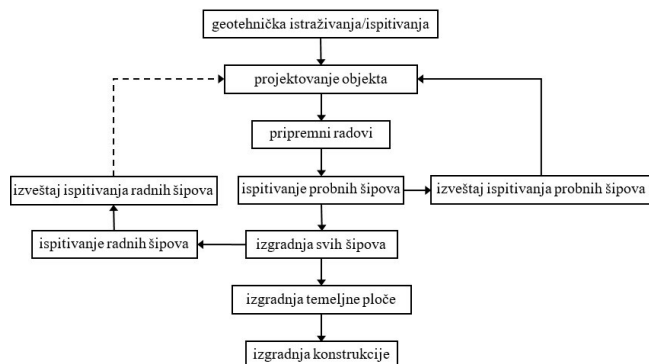 geotehnička istraživanja/ispitivanja
projektovanje objekta
pripremni radovi
izveštaj ispitivanja radnih šipova
ispitivanje probnih šipova
izveštaj ispitivanja probnih šipova
ispitivanje radnih šipova
izgradnja svih šipova
izgradnja temeljne ploče
izgradnja konstrukcije